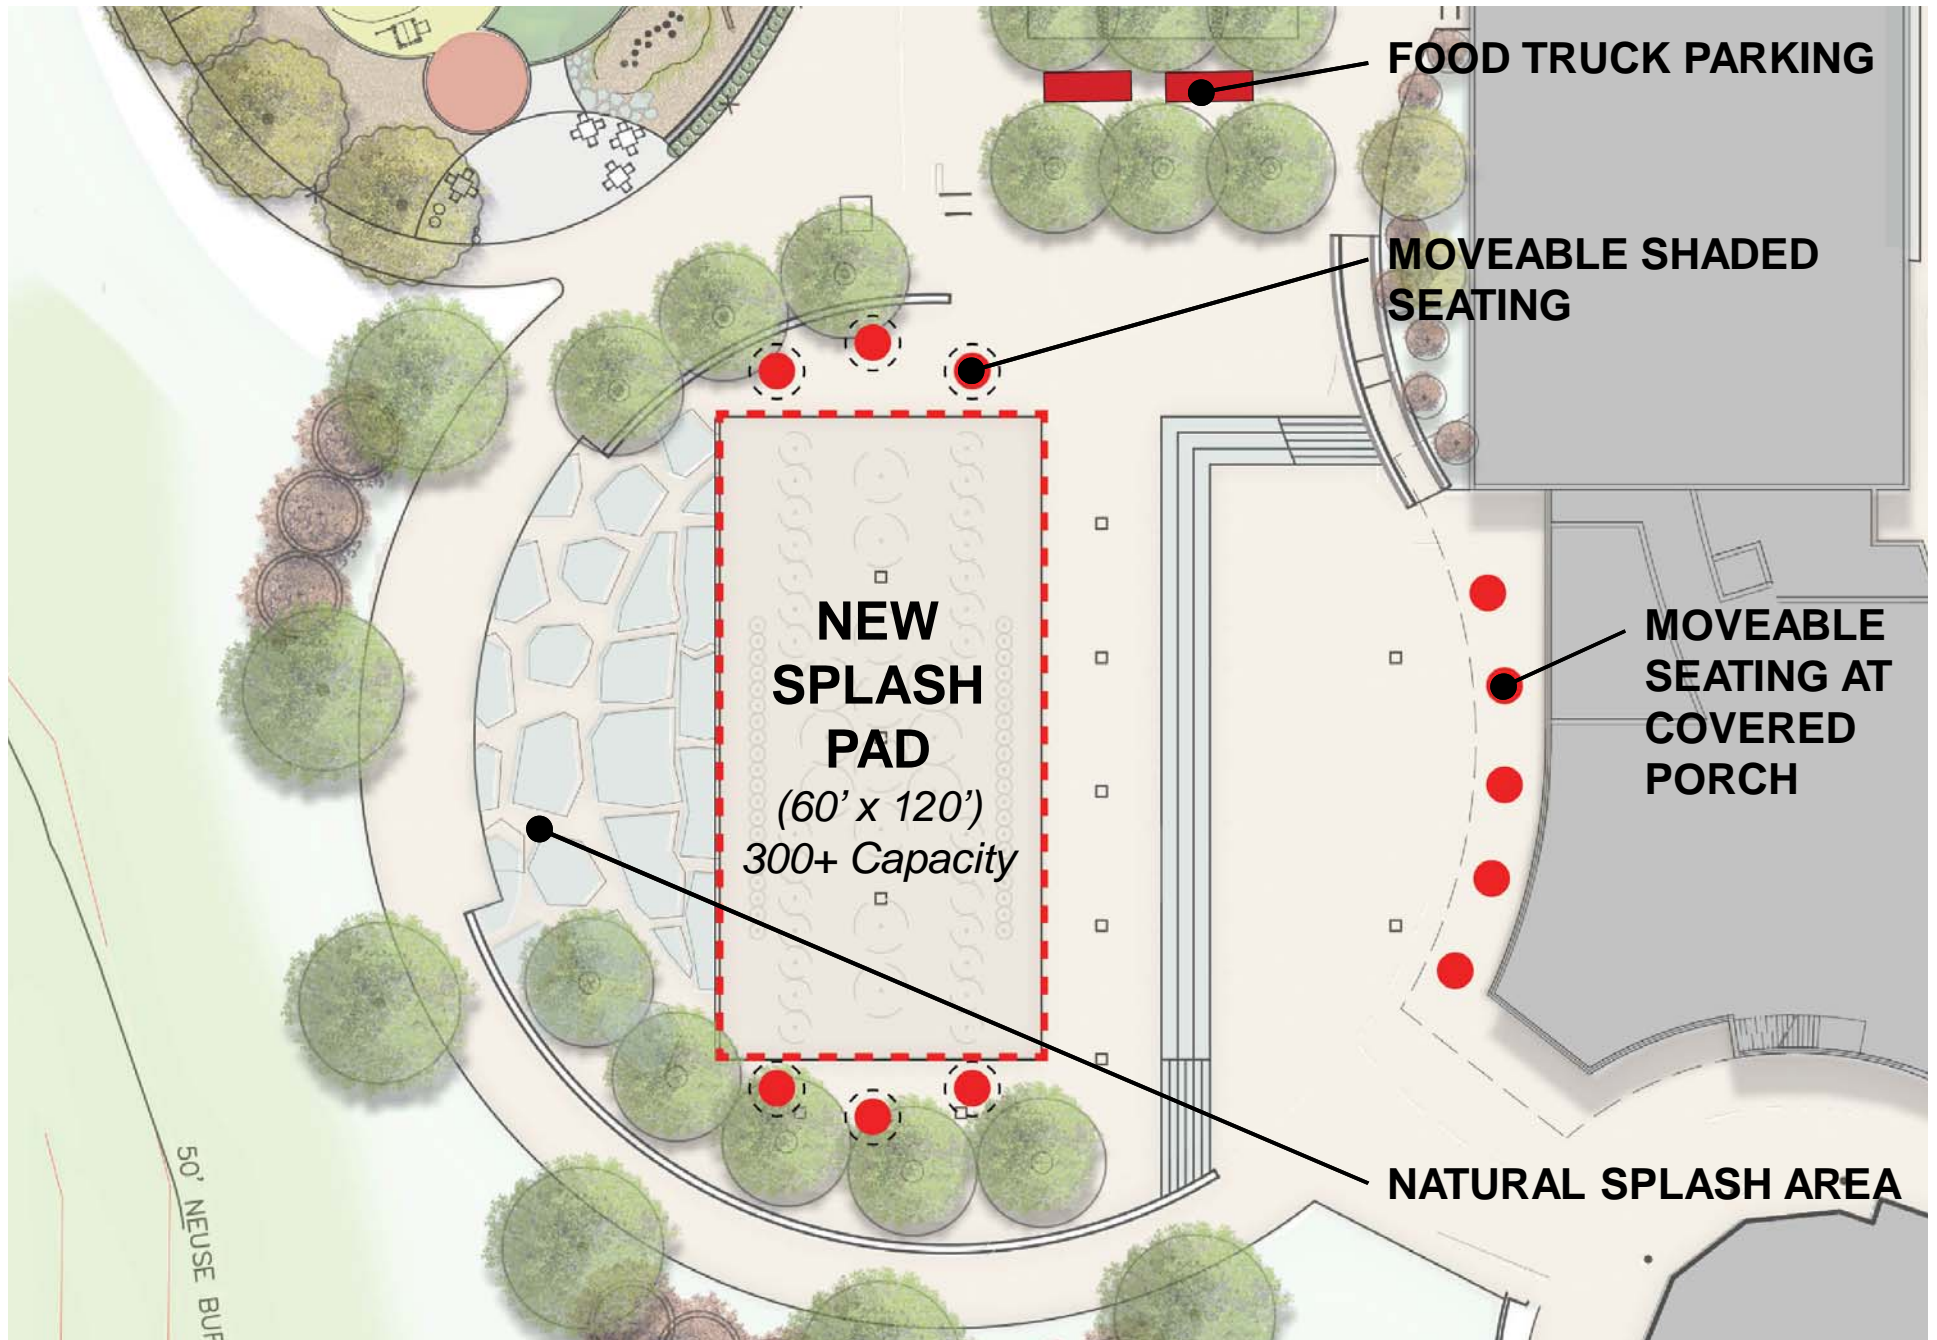 FOOD TRUCK PARKING
MOVEABLE SHADED
SEATING
NEW
SPLASH
PAD
(60’ x 120’)
300+ Capacity
MOVEABLE
SEATING AT
COVERED
PORCH
NATURAL SPLASH AREA
50' NEUSE